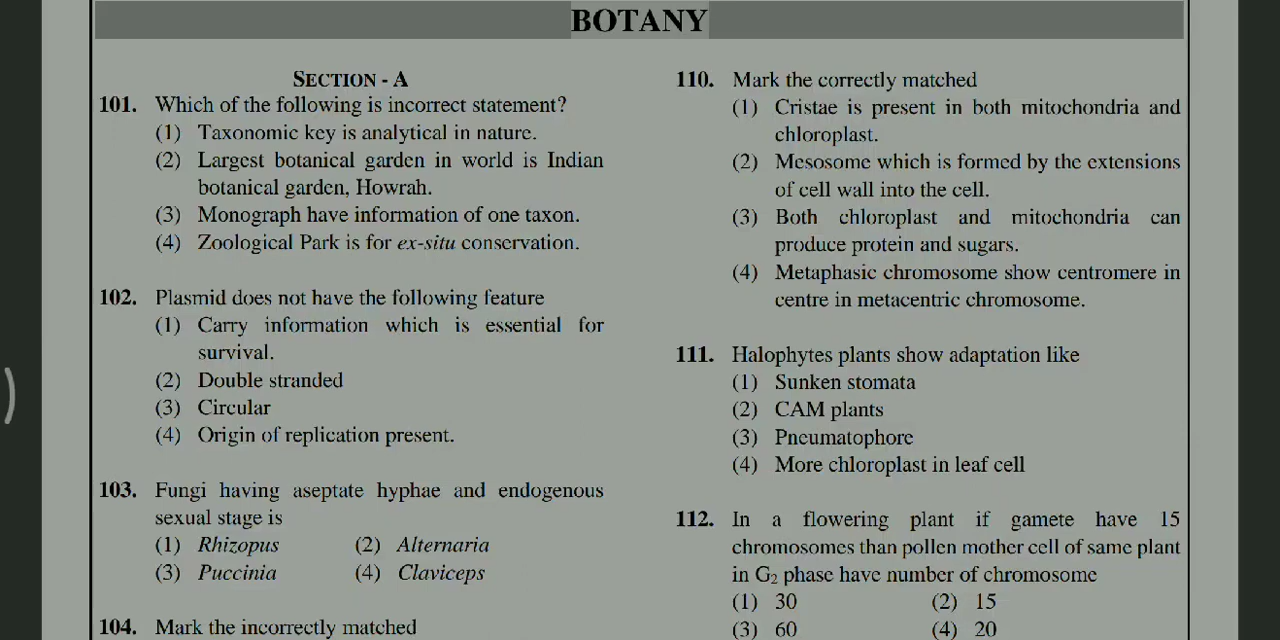 BOTANY
SECTION - A
101. Which of the following is incorrect statement?
(1) Taxonomic key is analytical in nature.
(2) Largest botanical garden in world is Indian
botanical garden, Howrah.
(3) Monograph have information of one taxon.
(4) Zoological Park is for ex-situ conservation.
102. Plasmid does not have the following feature
(1) Carry information which is essential for
survival.
(2) Double stranded
(3) Circular
(4) Origin of replication present.
103. Fungi having aseptate hyphae and endogenous
sexual stage is
(1) Rhizopus (2) Alternaria
(3) Puccinia (4) Claviceps
104. Mark the incorrectly matched
110. Mark the correctly matched
(1) Cristae is present in both mitochondria and
chloroplast.
(2) Mesosome which is formed by the extensions
of cell wall into the cell.
(3) Both chloroplast and mitochondria can
produce protein and sugars.
(4) Metaphasic chromosome show centromere in
centre in metacentric chromosome.
111. Halophytes plants show adaptation like
(1) Sunken stomata
(2) CAM plants
(3) Pneumatophore
(4) More chloroplast in leaf cell
112. In a flowering plant if gamete have 15
chromosomes than pollen mother cell of same plant
in G₂ phase have number of chromosome
(1) 30 (2) 15
(3) 60 (4) 20